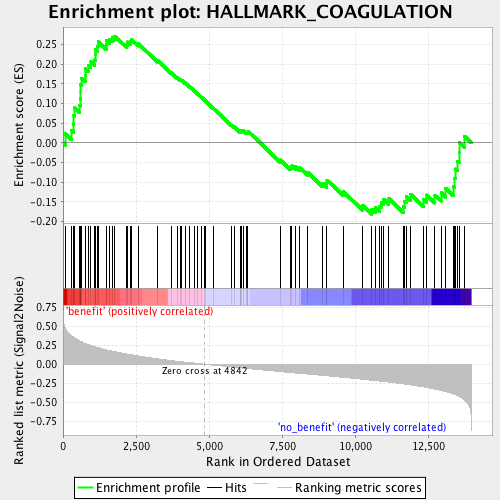 Enrichment plot: HALLMARK_COAGULATION
Enrichment score (ES)
0.25
0.20
0.15
0.10
0.05
0.00
-0.05
-0.10
-0.15
-0.20
'benefit' (positively correlated)
Ranked list metric (Signal2Noise)
0.75
0.50
0.25
0.00
-0.25
-0.50
-0.75
Zero cross at 4842
'no_benefit' (negatively correlated)
0 2,500 5,000 7,500 10,000 12,500
Rank in Ordered Dataset
Enrichment profile Hits Ranking metric scores